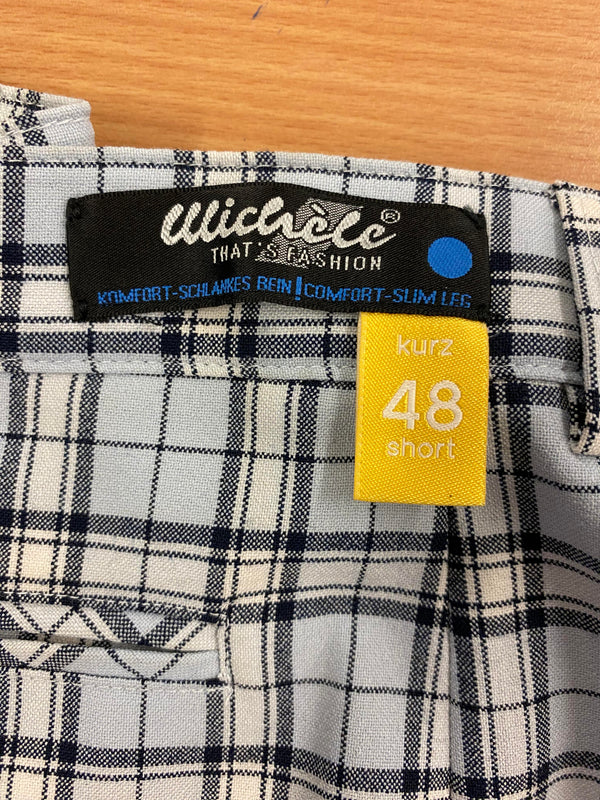 Michèle®
THAT'S FASHION
KOMFORT-SCHLANKES BEIN ! COMFORT-SLIM LEG
kurz
48
short